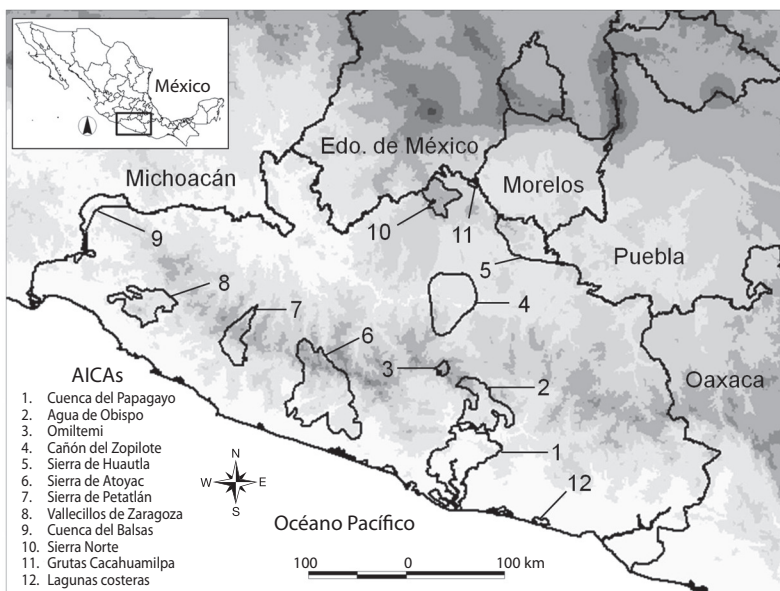 México
Edo. de México
Michoacán
Morelos
Puebla
Oaxaca
9
10
11
5
8
7
4
6
3
2
1
12
AICAs
1. Cuenca del Papagayo
2. Agua de Obispo
3. Omiltemi
4. Cañón del Zopilote
5. Sierra de Huautla
6. Sierra de Atoyac
7. Sierra de Petatlán
8. Vallecillos de Zaragoza
9. Cuenca del Balsas
10. Sierra Norte
11. Grutas Cacahuamilpa
12. Lagunas costeras
N
W E
S
Océano Pacífico
100 0 100 km